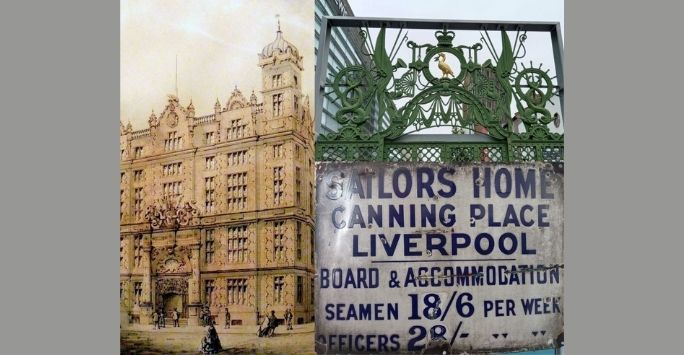 SAILORS HOME
CANNING PLACE
LIVERPOOL
BOARD & ACCOMMODATION
SEAMEN 18/6 PER WEEK
OFFICERS 28/- " "